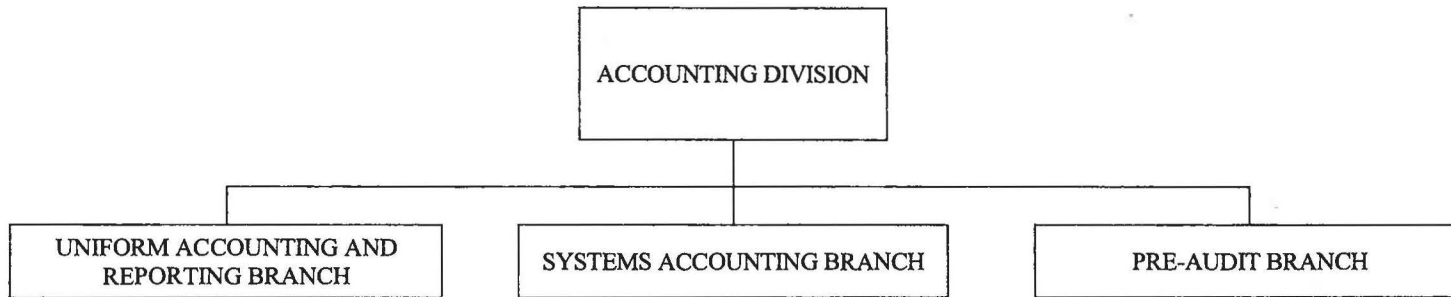 ACCOUNTING DIVISION
UNIFORM ACCOUNTING AND
REPORTING BRANCH
SYSTEMS ACCOUNTING BRANCH
PRE-AUDIT BRANCH